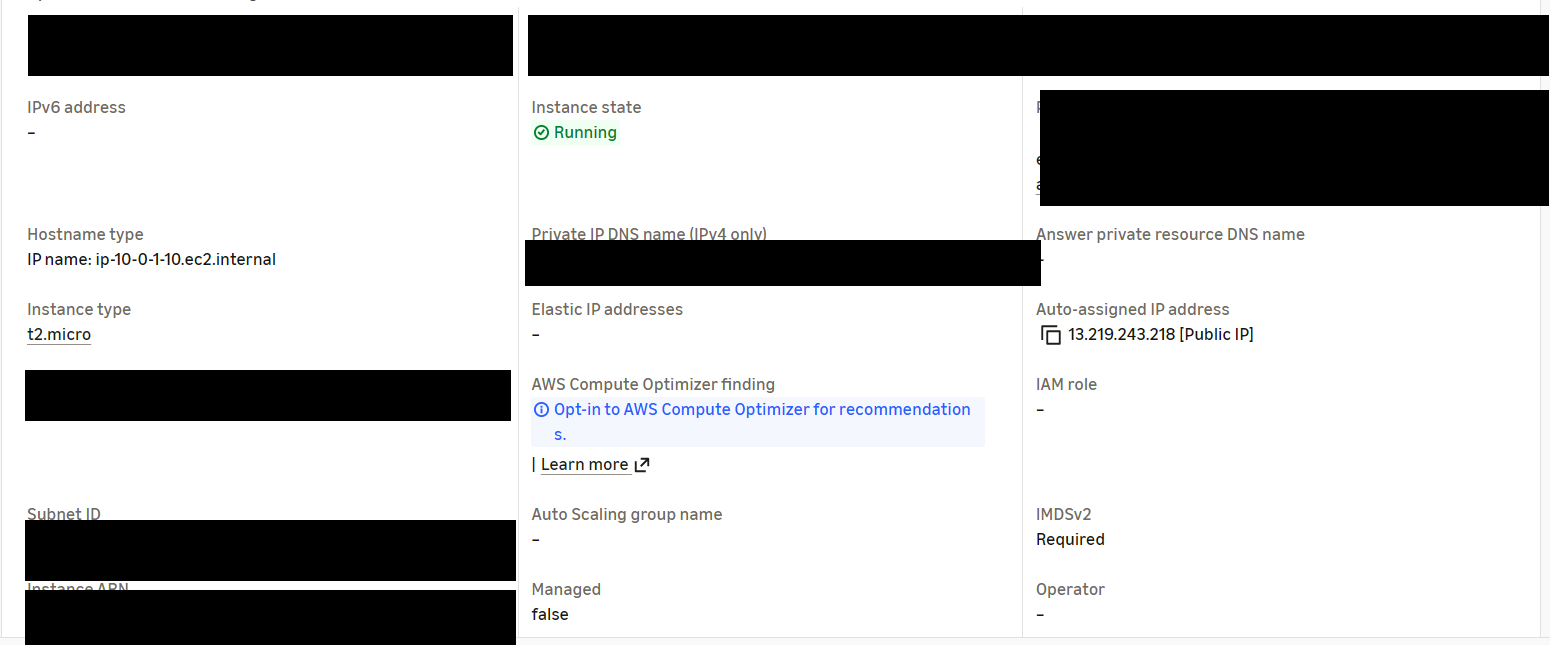 IPv6 address
–
Instance state
Running
Hostname type
IP name: ip-10-0-1-10.ec2.internal
Private IP DNS name (IPv4 only)
Answer private resource DNS name
–
Instance type
t2.micro
Elastic IP addresses
–
Auto-assigned IP address
13.219.243.218 [Public IP]
AWS Compute Optimizer finding
Opt-in to AWS Compute Optimizer for recommendation
s.
| Learn more
IAM role
–
Subnet ID
Auto Scaling group name
–
IMDSv2
Required
Instance ARN
Managed
false
Operator
–